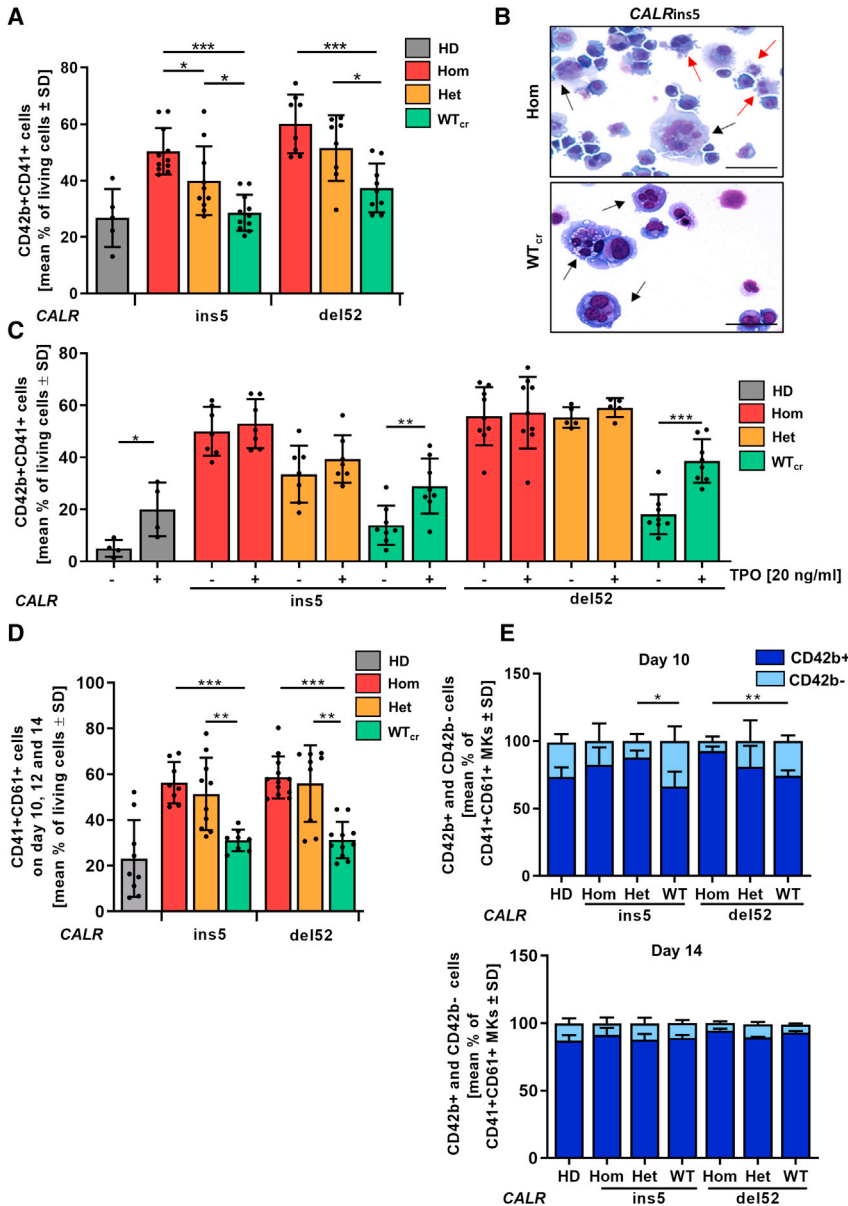 A
CD42b+CD41+ cells
[mean % of living cells ± SD]
80
60
40
20
0
***
*
*
***
*
HD
Hom
Het
WTcr
CALR
ins5
del52
B
CALRins5
Hom
WTcr
C
CD42b+CD41+ cells
[mean % of living cells ± SD]
80
60
40
20
0
*
**
***
HD
Hom
Het
WTcr
- + - + - + - + - + - + - + TPO [20 ng/ml]
CALR
ins5
del52
D
CD41+CD61+ cells
on day 10, 12 and 14
[mean % of living cells ± SD]
100
80
60
40
20
0
***
**
***
**
HD
Hom
Het
WTcr
CALR
ins5
del52
E
Day 10
CD42b+
CD42b-
CD42b+ and CD42b- cells
[mean % of
CD41+CD61+ MKs ± SD]
150
100
50
0
*
**
HD Hom Het WT Hom Het WT
CALR
ins5
del52
Day 14
CD42b+ and CD42b- cells
[mean % of
CD41+CD61+ MKs ± SD]
150
100
50
0
HD Hom Het WT Hom Het WT
CALR
ins5
del52